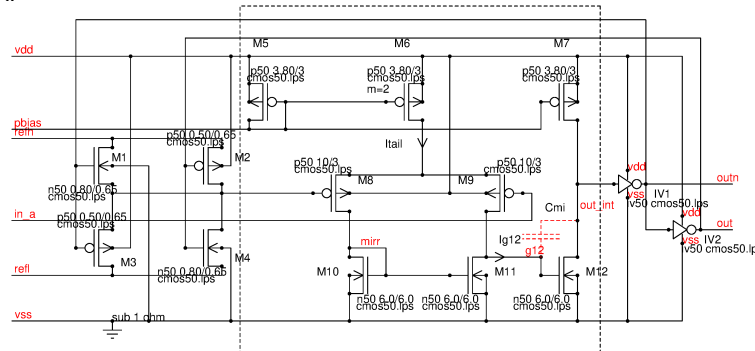 M5
M6
M7
vdd
p50 3.80/3
cmos50.lps
p50 3.80/3
cmos50.lps
m=2
p50 3.80/3
cmos50.lps
pbias
refh
p50 0.50/0.65
cmos50.lps
Itail
M1
M2
p50 10/3
cmos50.lps
p50 10/3
cmos50.lps
vdd
outn
n50 0.80/0.65
cmos50.lps
M8
M9
vss
IV1
iv50 cmos50.lps
in_a
p50 0.50/0.65
cmos50.lps
Cmi
out_int
vdd
out
M3
M4
mirr
Ig12
g12
vss
IV2
iv50 cmos50.lps
refl
n50 0.80/0.65
cmos50.lps
M10
M11
M12
n50 6.0/6.0
cmos50.lps
n50 6.0/6.0
cmos50.lps
n50 6.0/6.0
cmos50.lps
vss
sub 1 ohm